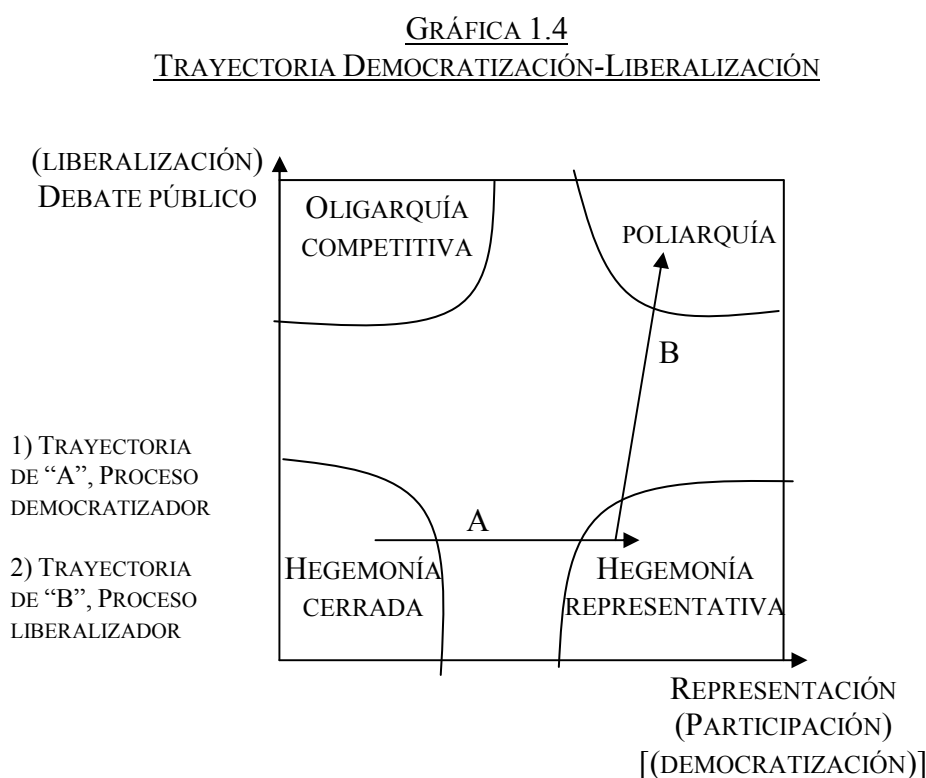 GRÁFICA 1.4
TRAYECTORIA DEMOCRATIZACIÓN-LIBERALIZACIÓN
(LIBERALIZACIÓN)
DEBATE PÚBLICO
OLIGARQUÍA
COMPETITIVA
POLIARQUÍA
B
1) TRAYECTORIA
DE “A”, PROCESO
DEMOCRATIZADOR
2) TRAYECTORIA
DE “B”, PROCESO
LIBERALIZADOR
A
HEGEMONÍA
CERRADA
HEGEMONÍA
REPRESENTATIVA
REPRESENTACIÓN
(PARTICIPACIÓN)
[(DEMOCRATIZACIÓN)]